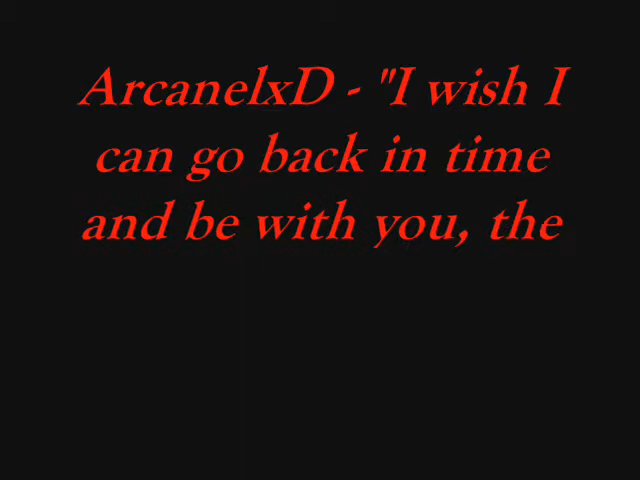 ArcanelxD - "I wish I
can go back in time
and be with you, the